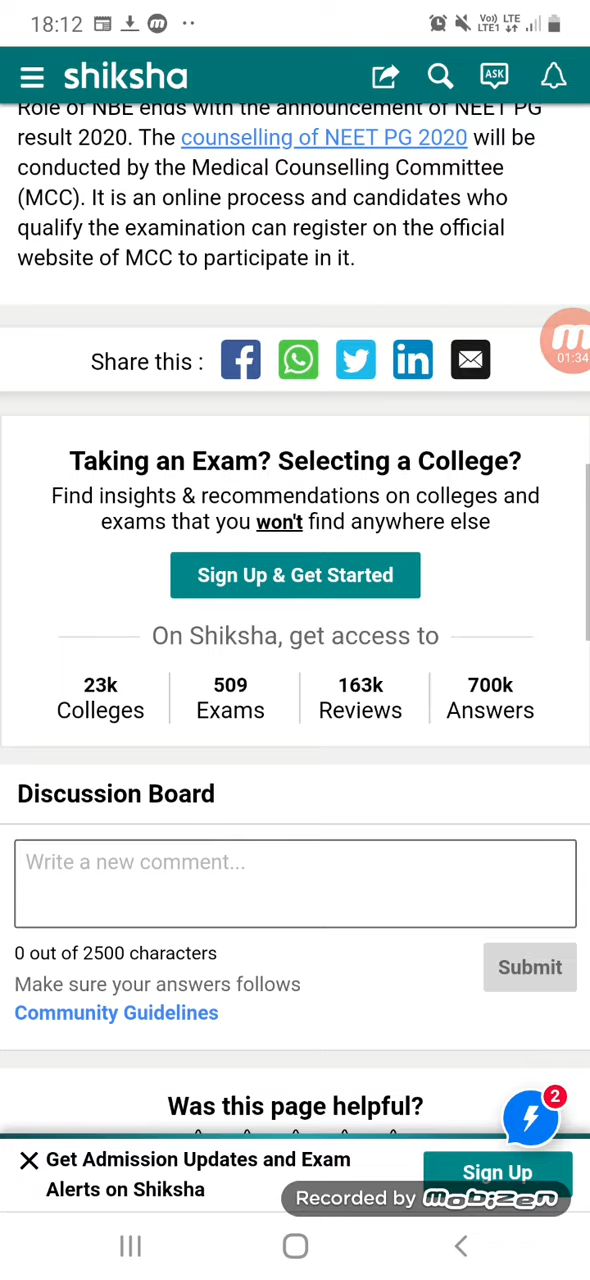 18:12
Vo) LTE
LTE1
shiksha
ASK
Role of NBE ends with the announcement of NEET PG
result 2020. The counselling of NEET PG 2020 will be
conducted by the Medical Counselling Committee
(MCC). It is an online process and candidates who
qualify the examination can register on the official
website of MCC to participate in it.
Share this :
01:34
Taking an Exam? Selecting a College?
Find insights & recommendations on colleges and
exams that you won't find anywhere else
Sign Up & Get Started
On Shiksha, get access to
23k 509 163k 700k
Colleges Exams Reviews Answers
Discussion Board
Write a new comment...
0 out of 2500 characters
Submit
Make sure your answers follows
Community Guidelines
Was this page helpful?
2
Get Admission Updates and Exam
Alerts on Shiksha
Sign Up
Recorded by mobizen